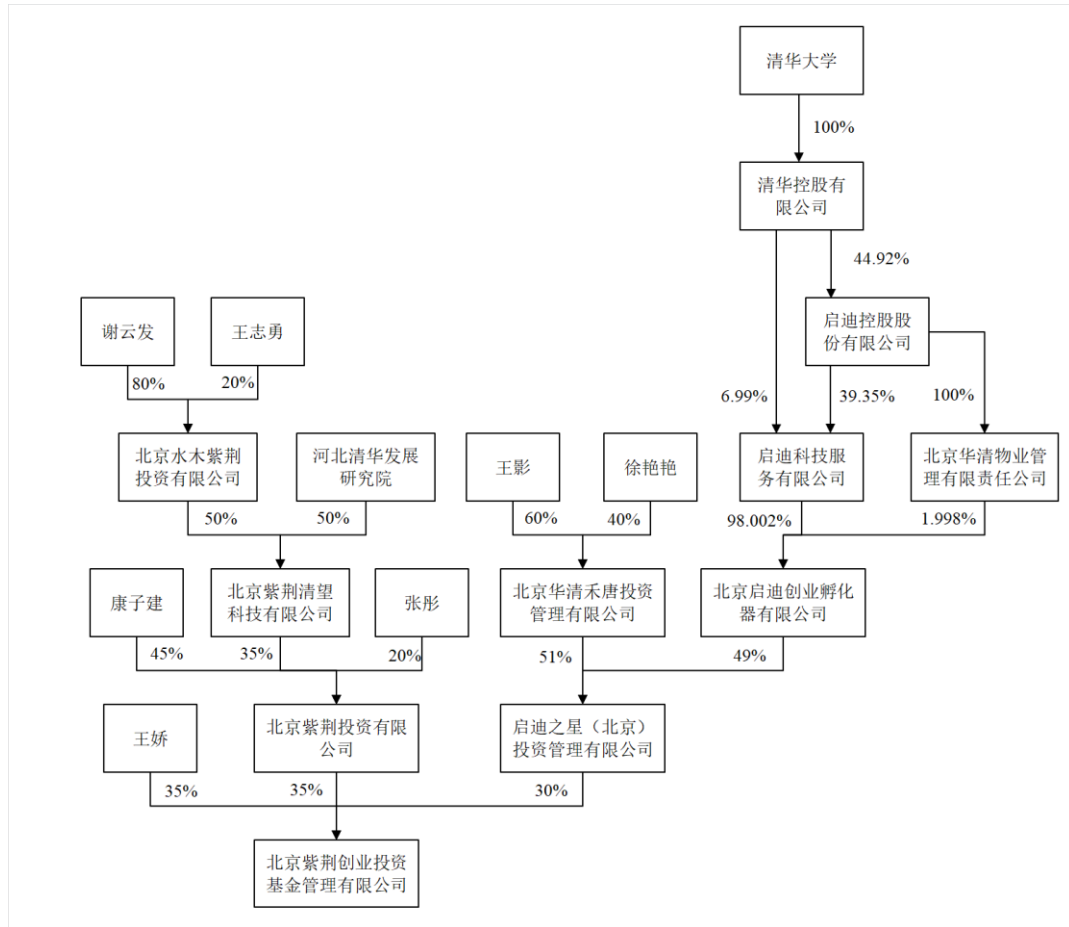 清华大学
100%
清华控股有
限公司
44.92%
谢云发
王志勇
启迪控股股
份有限公司
80%
20%
6.99%
39.35%
100%
北京水木紫荆
投资有限公司
河北清华发展
研究院
王影
徐艳艳
启迪科技服
务有限公司
北京华清物业管
理有限责任公司
50%
50%
60%
40%
98.002%
1.998%
康子建
北京紫荆清望
科技有限公司
张彤
北京华清禾唐投资
管理有限公司
北京启迪创业孵化
器有限公司
45%
35%
20%
51%
49%
王娇
北京紫荆投资有限
公司
启迪之星（北京）
投资管理有限公司
35%
35%
30%
北京紫荆创业投资
基金管理有限公司